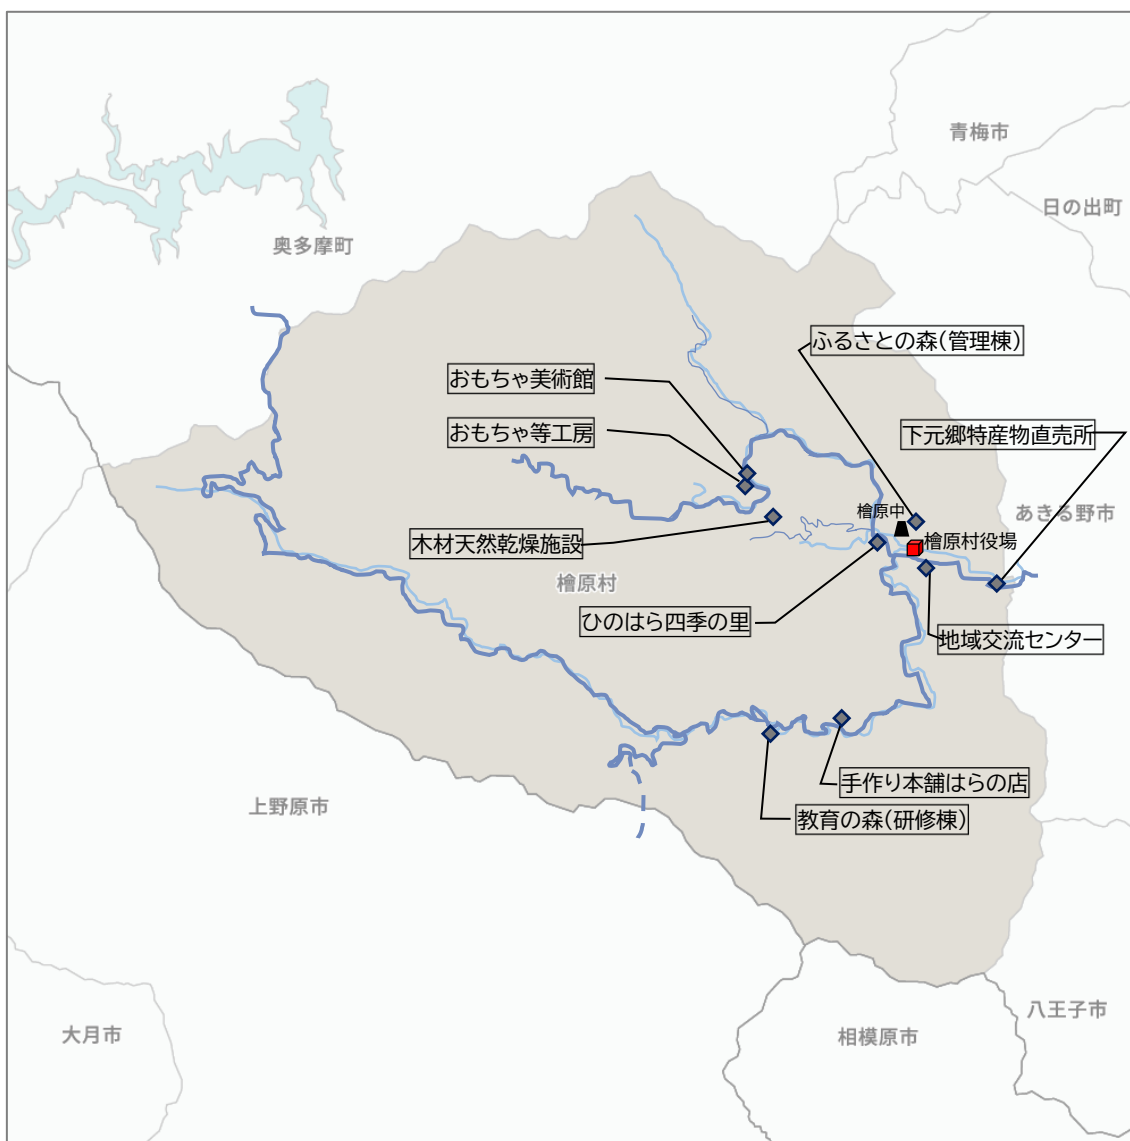 青梅市
日の出町
奥多摩町
ふるさとの森（管理棟）
おもちゃ美術館
おもちゃ等工房
下元郷特産物直売所
檜原中
あきる野市
木材天然乾燥施設
檜原村役場
檜原村
ひのはら四季の里
地域交流センター
手作り本舗はらの店
上野原市
教育の森（研修棟）
八王子市
大月市
相模原市